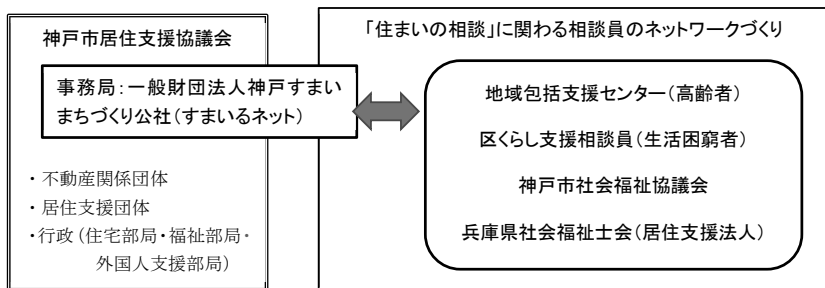 神戸市居住支援協議会
事務局:一般財団法人神戸すまい
まちづくり公社(すまいるネット)
・不動産関係団体
・居住支援団体
・行政(住宅部局・福祉部局・
外国人支援部局)
「住まいの相談」に関わる相談員のネットワークづくり
地域包括支援センター(高齢者)
区くらし支援相談員(生活困窮者)
神戸市社会福祉協議会
兵庫県社会福祉士会(居住支援法人)